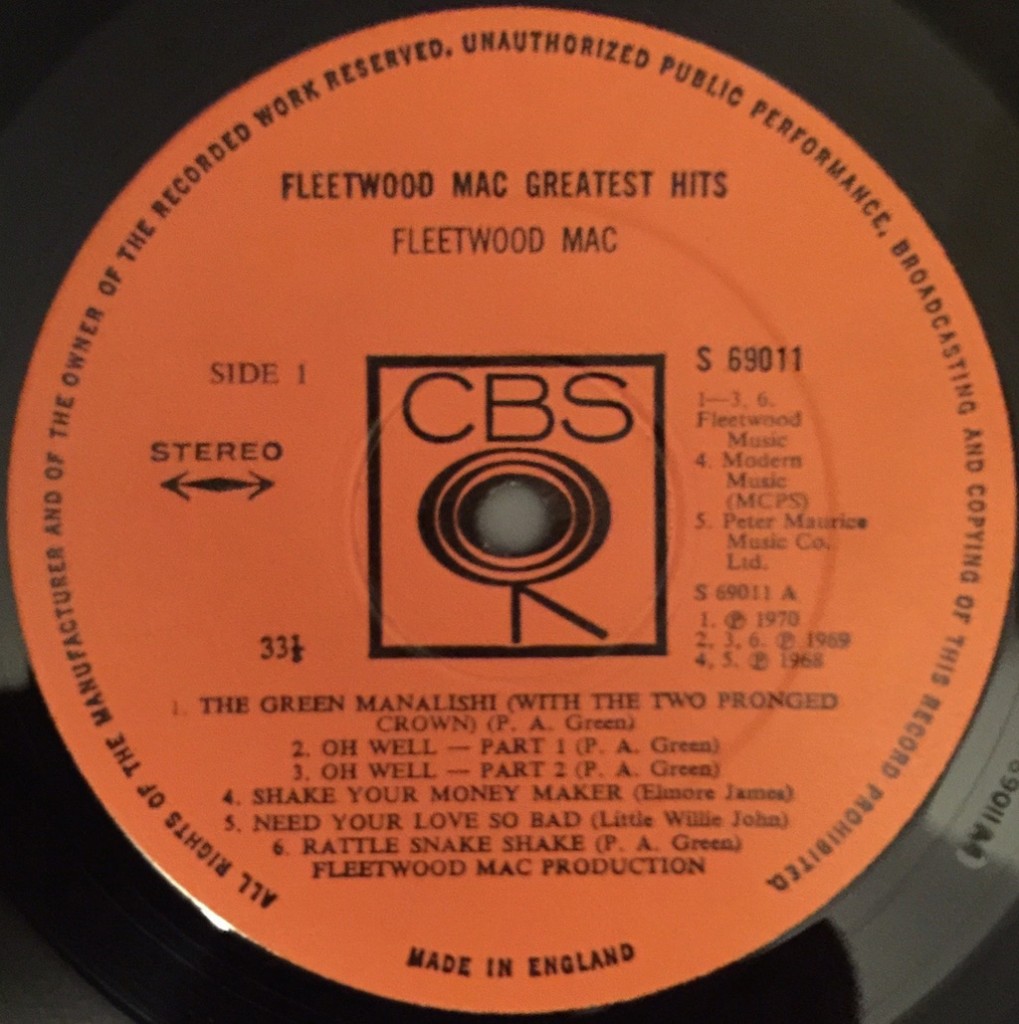 ALL RIGHTS OF THE MANUFACTURER AND OF THE OWNER OF THE RECORDED WORK RESERVED. UNAUTHORIZED PUBLIC PERFORMANCE, BROADCASTING AND COPYING OF THIS RECORD PROHIBITED.
FLEETWOOD MAC GREATEST HITS
FLEETWOOD MAC
SIDE 1
STEREO
33⅓
CBS
S 69011
1—3, 6.
Fleetwood
Music
4. Modern
Music
(MCPS)
5. Peter Maurice
Music Co.
Ltd.
S 69011 A
1. ℗ 1970
2, 3, 6. ℗ 1969
4, 5. ℗ 1968
1. THE GREEN MANALISHI (WITH THE TWO PRONGED
CROWN) (P. A. Green)
2. OH WELL — PART 1 (P. A. Green)
3. OH WELL — PART 2 (P. A. Green)
4. SHAKE YOUR MONEY MAKER (Elmore James)
5. NEED YOUR LOVE SO BAD (Little Willie John)
6. RATTLE SNAKE SHAKE (P. A. Green)
FLEETWOOD MAC PRODUCTION
MADE IN ENGLAND